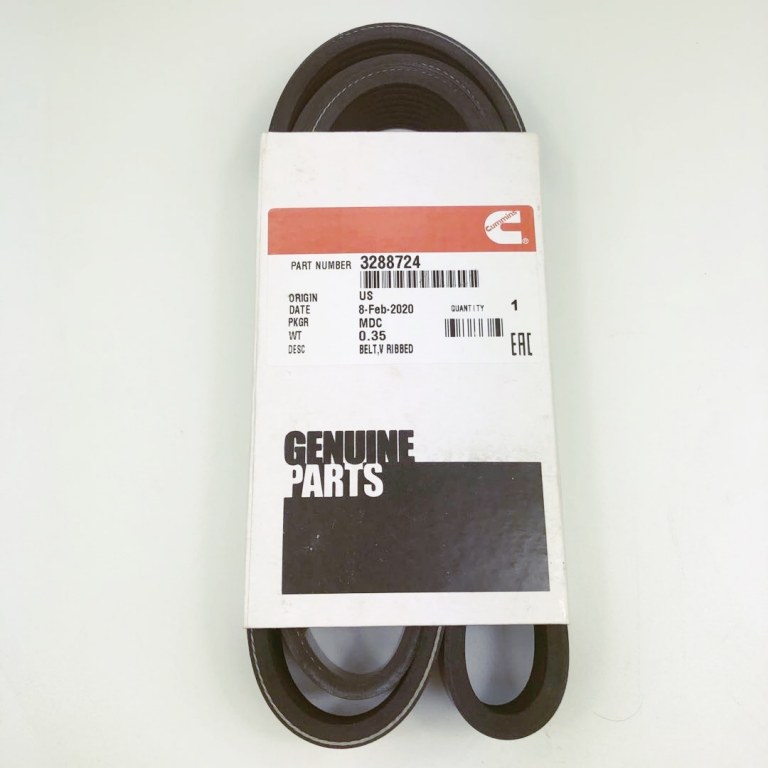 Cummins
®
PART NUMBER 3288724
ORIGIN US
DATE 8-Feb-2020 QUANTITY 1
PKGR MDC
WT 0.35
DESC BELT,V RIBBED
EAC
GENUINE
PARTS